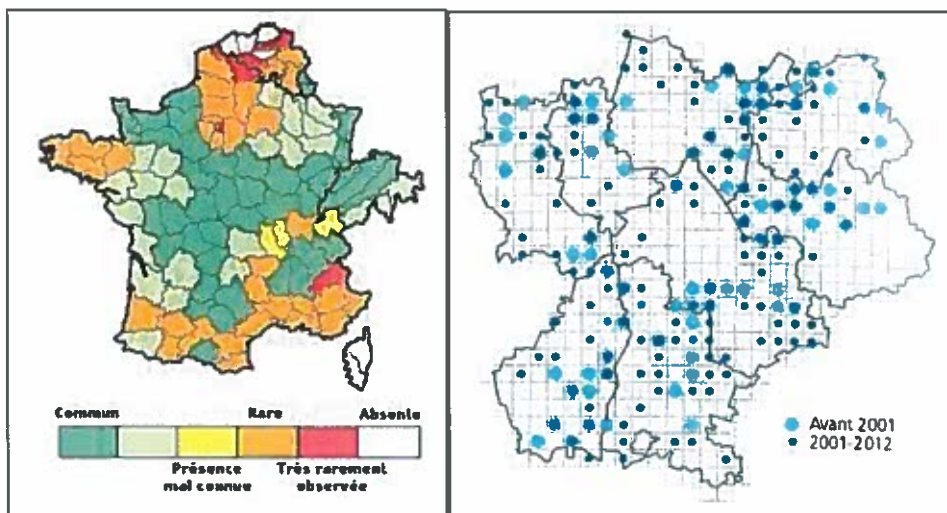 Commun Rare Absente
Présence mal connue
Très rarement observée
Avant 2001
2001-2012